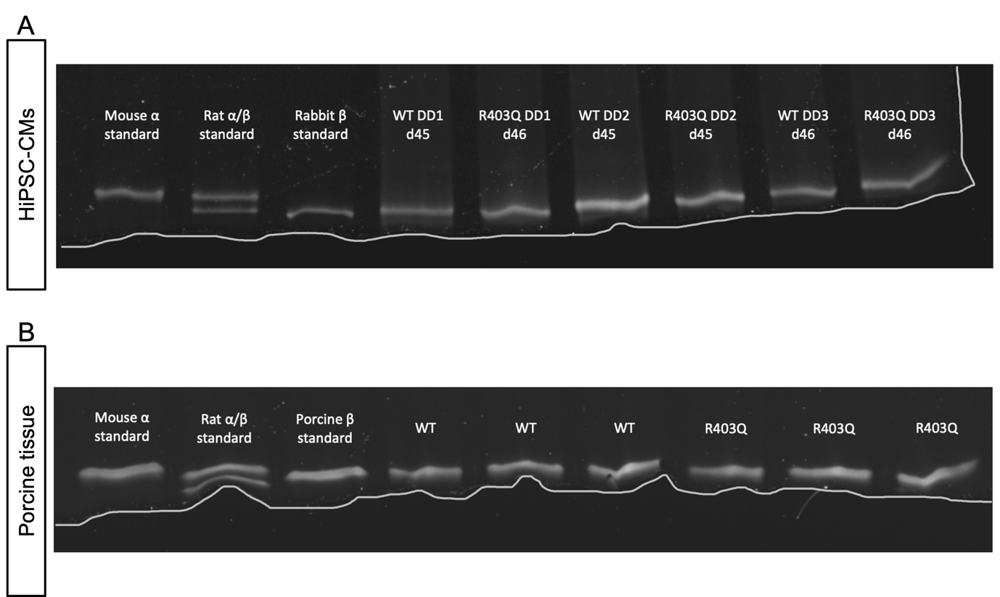 A
HiPSC-CMs
Mouse α
standard
Rat α/β
standard
Rabbit β
standard
WT DD1
d45
R403Q DD1
d46
WT DD2
d45
R403Q DD2
d45
WT DD3
d46
R403Q DD3
d46
B
Porcine tissue
Mouse α
standard
Rat α/β
standard
Porcine β
standard
WT
WT
WT
R403Q
R403Q
R403Q